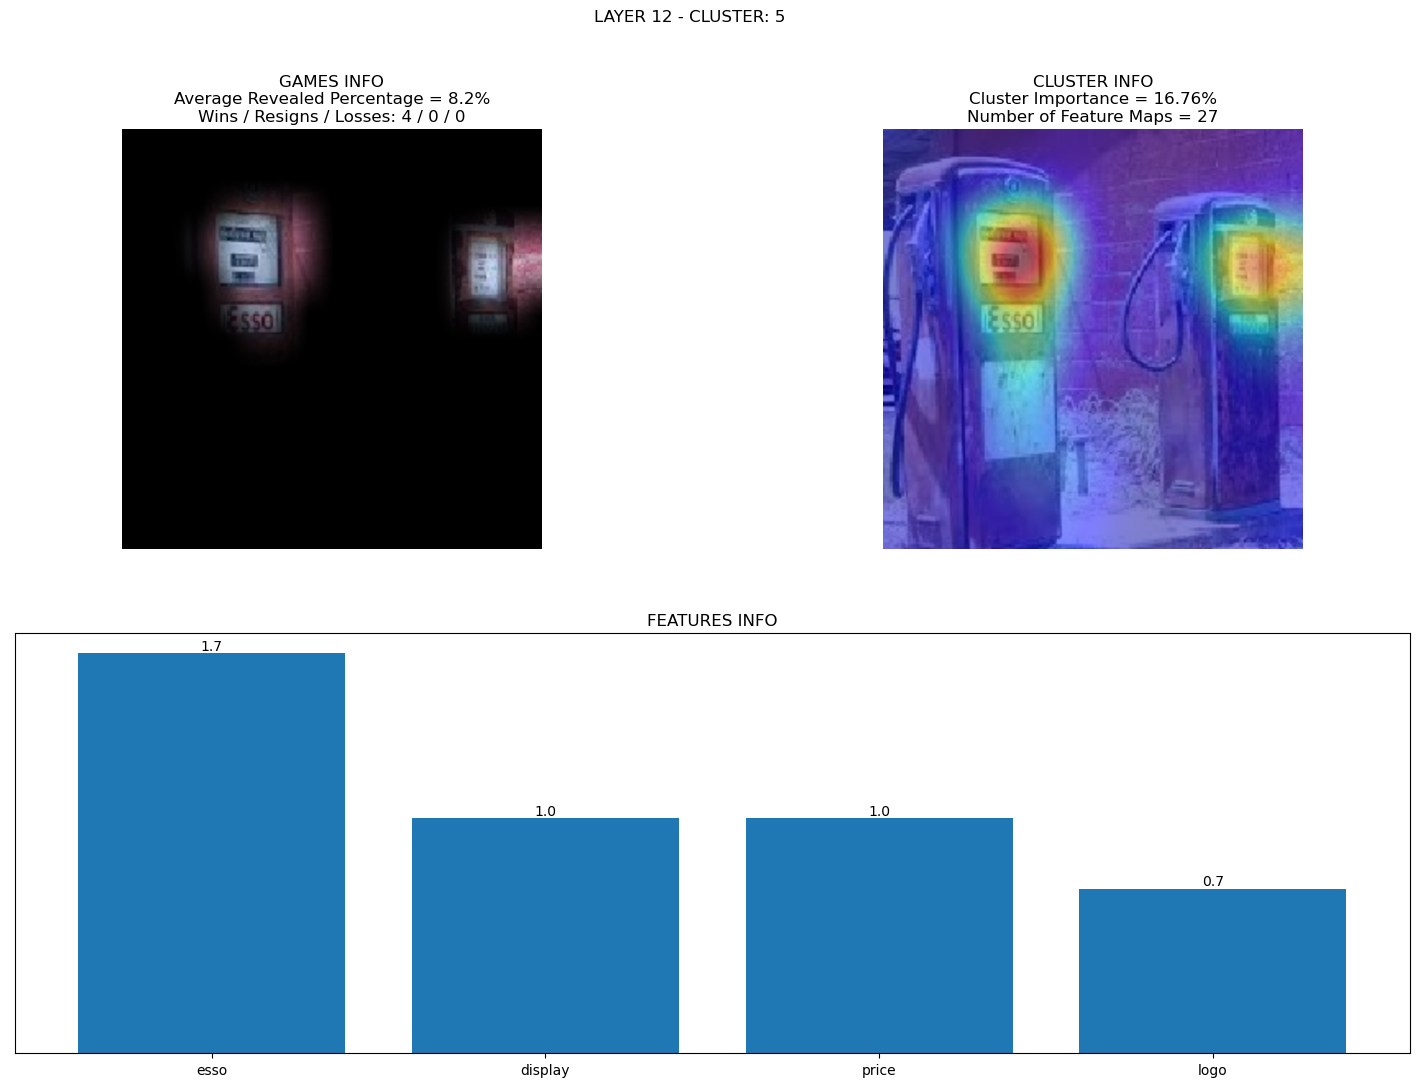 LAYER 12 - CLUSTER: 5
GAMES INFO
Average Revealed Percentage = 8.2%
Wins / Resigns / Losses: 4 / 0 / 0
Esso
CLUSTER INFO
Cluster Importance = 16.76%
Number of Feature Maps = 27
Esso
FEATURES INFO
1.7
1.0
1.0
0.7
esso
display
price
logo